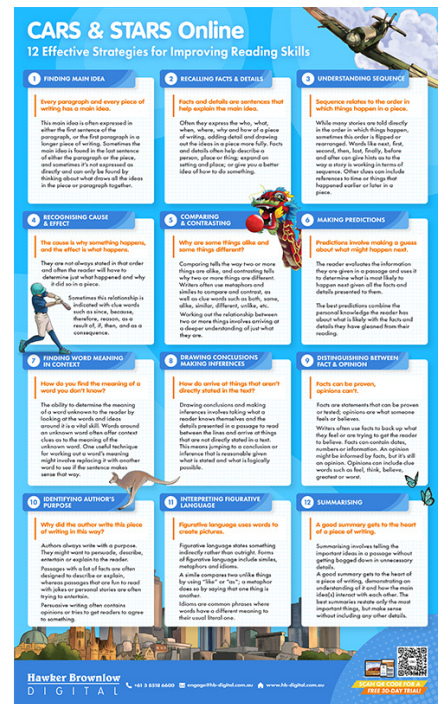 CARS & STARS Online
12 Effective Strategies for Improving Reading Skills
1 FINDING MAIN IDEA
Every paragraph and every piece of
writing has a main idea.
This main idea is often expressed in
either the first sentence of the
paragraph, or the first paragraph in a
longer piece of writing. Sometimes the
main idea is found in the last sentence
of either the paragraph or the piece,
and sometimes it's not expressed as
directly and can only be found by
thinking about what draws all the ideas
in the piece or paragraph together.
2 RECALLING FACTS & DETAILS
Facts and details are sentences that
help explain the main idea.
Often they express the who, what,
when, where, why and how of a piece
of writing, adding detail and drawing
out the ideas in a piece more fully. Facts
and details often help describe a
person, place or thing; expand on
setting and place; or give you a better
idea of how to do something.
3 UNDERSTANDING SEQUENCE
Sequence relates to the order in
which things happen in a piece.
While many stories are told directly
in the order in which things happen,
sometimes this order is flipped or
rearranged. Words like next, first,
second, then, last, finally, before
and after can give hints as to the
way a story is working in terms of
sequence. Other clues can include
references to time or things that
happened earlier or later in a
piece.
4 RECOGNISING CAUSE
& EFFECT
The cause is why something happens,
and the effect is what happens.
They are not always stated in that order
and often the reader will have to
determine just what happened and why
it did so in a piece.
Sometimes this relationship is
indicated with clue words
such as since, because,
therefore, reason, as a
result of, if, then, and as a
consequence.
5 COMPARING
& CONTRASTING
Why are some things alike and
some things different?
Comparing tells the way two or more
things are alike, and contrasting tells
why two or more things are different.
Writers often use metaphors and
similes to compare and contrast, as
well as clue words such as both, same,
alike, similar, different, unlike, etc.
Working out the relationship between
two or more things involves arriving at
a deeper understanding of just what
they are.
6 MAKING PREDICTIONS
Predictions involve making a guess
about what might happen next.
The reader evaluates the information
they are given in a passage and uses it
to determine what is most likely to
happen next given all the facts and
details presented to them.
The best predictions combine the
personal knowledge the reader has
about what is likely with the facts and
details they have gleaned from their
reading.
7 FINDING WORD MEANING
IN CONTEXT
How do you find the meaning of a
word you don't know?
The ability to determine the meaning
of a word unknown to the reader by
looking at the words and ideas
around it is a vital skill. Words around
an unknown word often offer context
clues as to the meaning of the
unknown word. One useful technique
for working out a word's meaning
might involve replacing it with another
word to see if the sentence makes
sense that way.
8 DRAWING CONCLUSIONS
MAKING INFERENCES
How do arrive at things that aren't
directly stated in the text?
Drawing conclusions and making
inferences involves taking what a
reader knows themselves and the
details presented in a passage to read
between the lines and arrive at things
that are not directly stated in a text.
This means jumping to a conclusion or
inference that is reasonable given
what is stated and what is logically
possible.
9 DISTINGUISHING BETWEEN
FACT & OPINION
Facts can be proven,
opinions can't.
Facts are statements that can be proven
or tested; opinions are what someone
feels or believes.
Writers often use facts to back up what
they feel or are trying to get the reader
to believe. Facts can contain dates,
numbers or information. An opinion
might be informed by facts, but it's still
an opinion. Opinions can include clue
words such as feel, think, believe,
greatest or worst.
10 IDENTIFYING AUTHOR'S
PURPOSE
Why did the author write this piece
of writing in this way?
Authors always write with a purpose.
They might want to persuade, describe,
entertain or explain to the reader.
Passages with a lot of facts are often
designed to describe or explain,
whereas passages that are fun to read
with jokes or personal stories are often
trying to entertain.
Persuasive writing often contains
opinions or tries to get readers to agree
to something.
11 INTERPRETING FIGURATIVE
LANGUAGE
Figurative language uses words to
create pictures.
Figurative language states something
indirectly rather than outright. Forms
of figurative language include similes,
metaphors and idioms.
A simile compares two unlike things
by using "like" or "as"; a metaphor
does so by saying that one thing is
another.
Idioms are common phrases where
words have a different meaning to
their usual literal one.
12 SUMMARISING
A good summary gets to the heart
of a piece of writing.
Summarising involves telling the
important ideas in a passage without
getting bogged down in unnecessary
details.
A good summary gets to the heart of
a piece of writing, demonstrating an
understanding of it and how the main
idea(s) interact with each other. The
best summaries restate only the most
important things, but make sense
without including any other details.
Hawker Brownlow
DIGITAL
+61 3 8518 6600 engage@hb-digital.com.au www.hb-digital.com.au
SCAN QR CODE FOR A
FREE 30-DAY TRIAL!